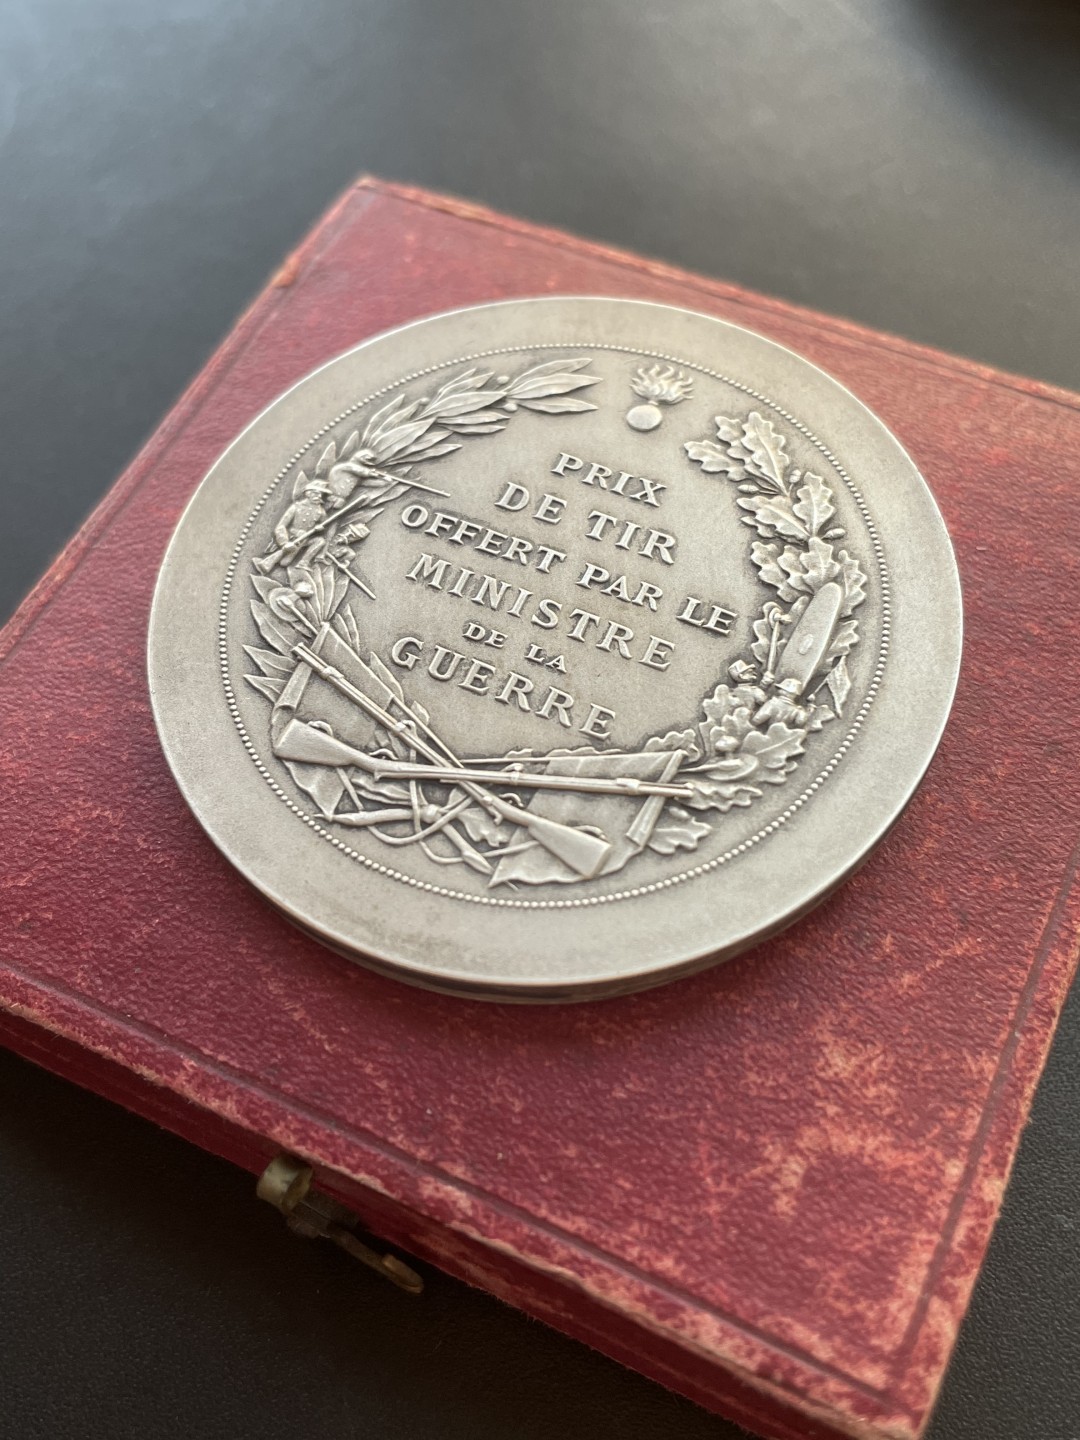 PRIX
DE TIR
OFFERT PAR LE
MINISTRE
DE LA
GUERRE